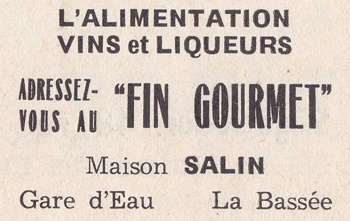 L'ALIMENTATION
VINS et LIQUEURS
ADRESSEZ-
VOUS AU "FIN GOURMET"
Maison SALIN
Gare d'Eau La Bassée